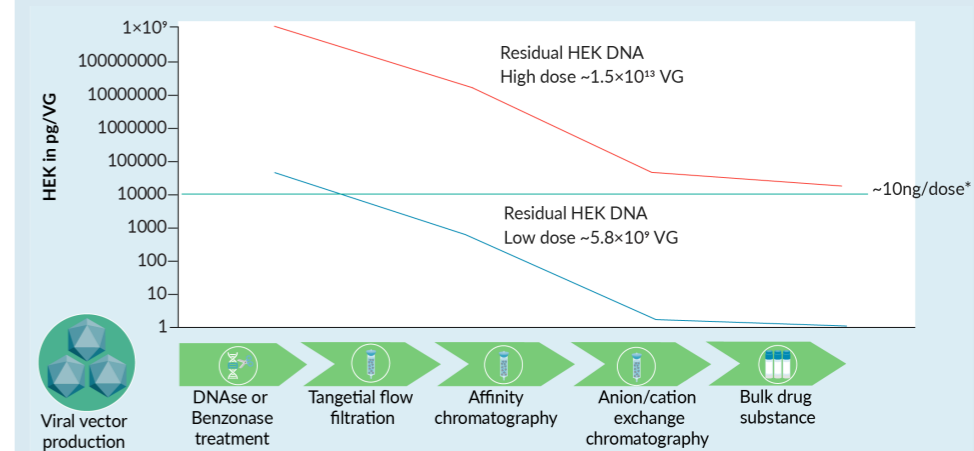 HEK in pg/VG
1×10⁹
100000000
10000000
1000000
100000
10000
1000
100
10
1
Residual HEK DNA
High dose ~1.5×10¹³ VG
~10ng/dose*
Residual HEK DNA
Low dose ~5.8×10⁹ VG
Viral vector
production
DNAse or
Benzonase
treatment
Tangetial flow
filtration
Affinity
chromatography
Anion/cation
exchange
chromatography
Bulk drug
substance